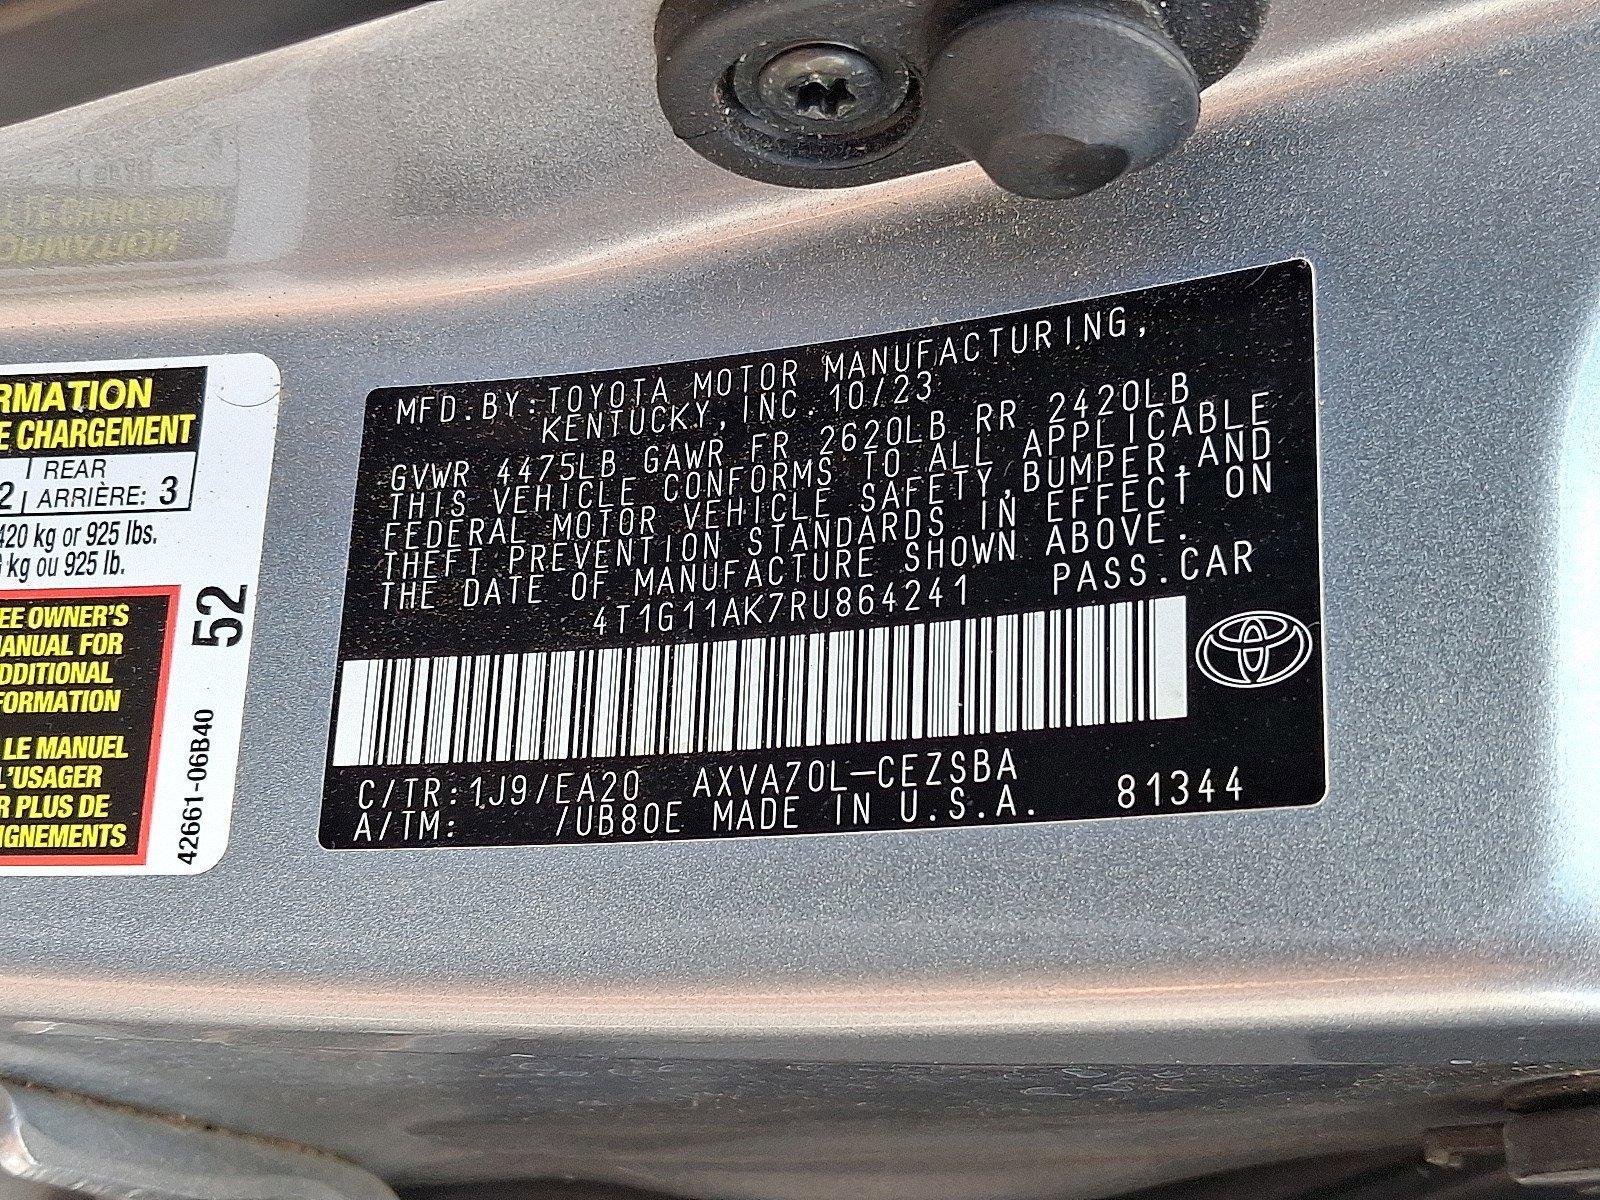 RMATION
E CHARGEMENT
2 REAR
ARRIÈRE: 3
420 kg or 925 lbs.
kg ou 925 lb.
EE OWNER'S
MANUAL FOR
DDITIONAL
FORMATION
LE MANUEL
L'USAGER
R PLUS DE
IGNEMENTS
52
42661-06B40
MFD.BY:TOYOTA MOTOR MANUFACTURING,
KENTUCKY, INC. 10/23
GVWR 4475LB GAWR FR 2620LB RR 2420LB
THIS VEHICLE CONFORMS TO ALL APPLICABLE
FEDERAL MOTOR VEHICLE SAFETY,BUMPER,AND
THEFT PREVENTION STANDARDS IN EFFECT ON
THE DATE OF MANUFACTURE SHOWN ABOVE.
4T1G11AK7RU864241 PASS.CAR
C/TR:1J9/EA20 AXVA70L-CEZSBA
A/TM: /UB80E MADE IN U.S.A. 81344